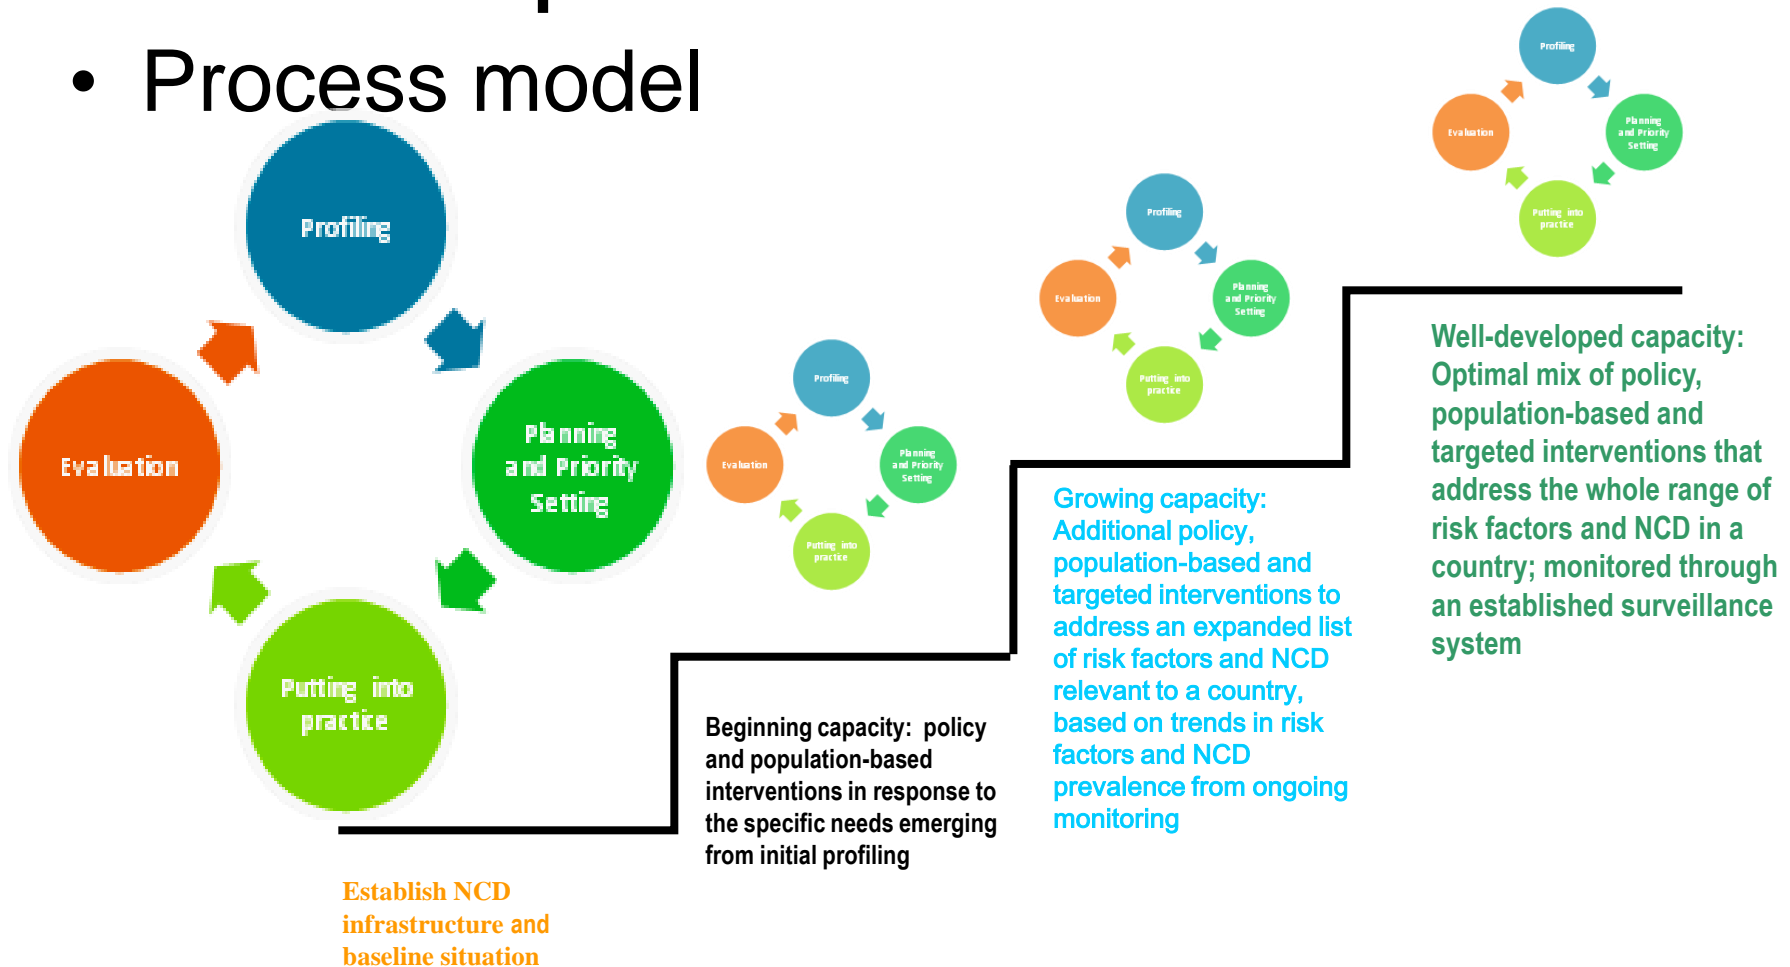 • Process model
Profiling
Evaluation
Planning
and Priority
Setting
Putting into
practice
Profiling
Evaluation
Planning
and Priority
Setting
Putting into
practice
Profiling
Evaluation
Planning
and Priority
Setting
Putting into
practice
Profiling
Evaluation
Planning
and Priority
Setting
Putting into
practice
Establish NCD
infrastructure and
baseline situation
Beginning capacity: policy
and population-based
interventions in response to
the specific needs emerging
from initial profiling
Growing capacity:
Additional policy,
population-based and
targeted interventions to
address an expanded list
of risk factors and NCD
relevant to a country,
based on trends in risk
factors and NCD
prevalence from ongoing
monitoring
Well-developed capacity:
Optimal mix of policy,
population-based and
targeted interventions that
address the whole range of
risk factors and NCD in a
country; monitored through
an established surveillance
system